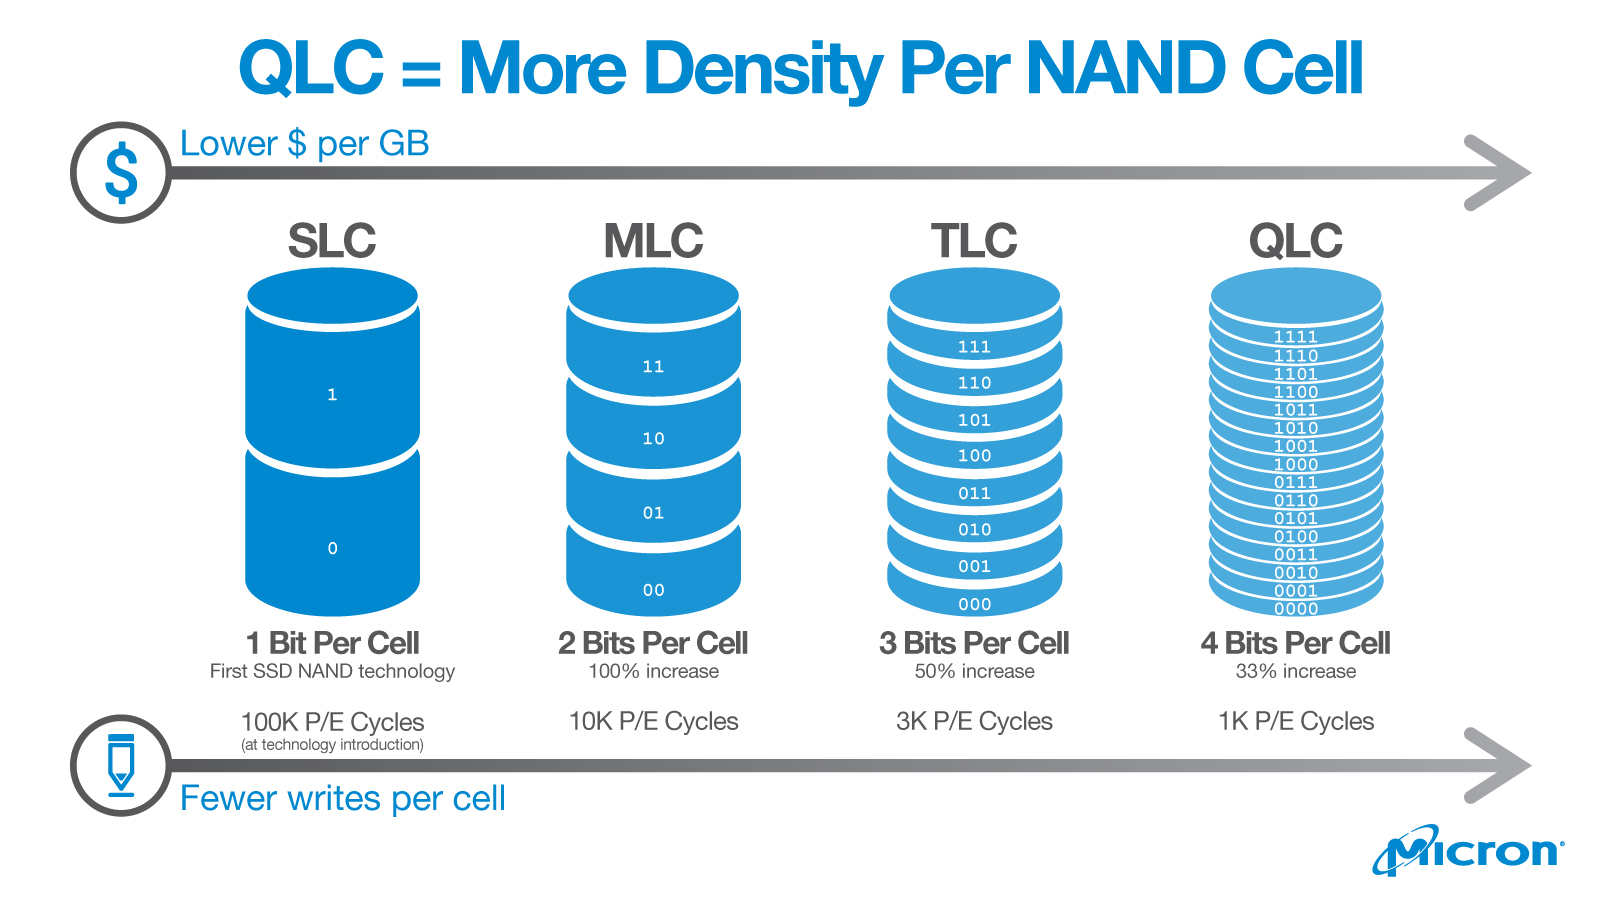 QLC = More Density Per NAND Cell
$
Lower $ per GB
SLC
1
0
1 Bit Per Cell
First SSD NAND technology
100K P/E Cycles
(at technology introduction)
MLC
11
10
01
00
2 Bits Per Cell
100% increase
10K P/E Cycles
TLC
111
110
101
100
011
010
001
000
3 Bits Per Cell
50% increase
3K P/E Cycles
QLC
1111
1110
1101
1100
1011
1010
1001
1000
0111
0110
0101
0100
0011
0010
0001
0000
4 Bits Per Cell
33% increase
1K P/E Cycles
Fewer writes per cell
Micron®